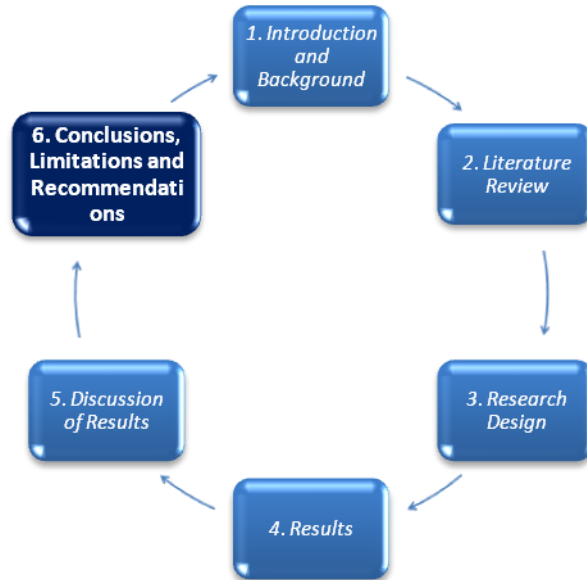 1. Introduction
and
Background
2. Literature
Review
3. Research
Design
4. Results
5. Discussion
of Results
6. Conclusions,
Limitations and
Recommendati
ons